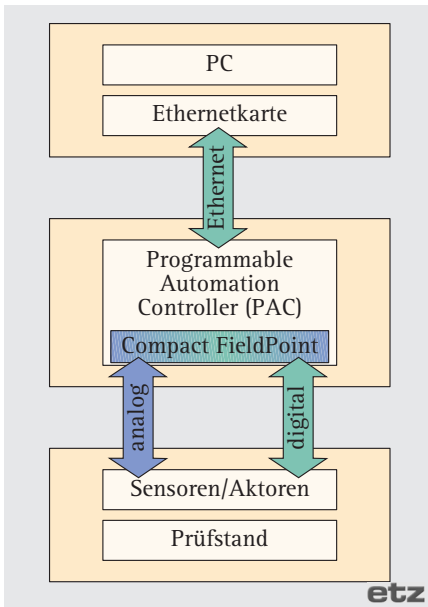 PC
Ethernetkarte
Ethernet
Programmable
Automation
Controller (PAC)
Compact FieldPoint
analog
digital
Sensoren/Aktoren
Prüfstand
etz